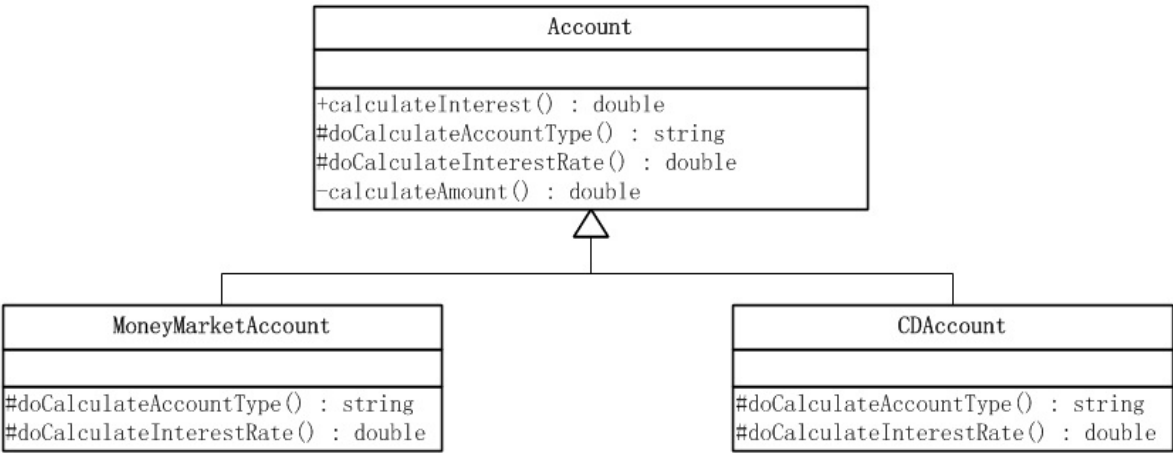 Account
+calculateInterest() : double
#doCalculateAccountType() : string
#doCalculateInterestRate() : double
-calculateAmount() : double
MoneyMarketAccount
#doCalculateAccountType() : string
#doCalculateInterestRate() : double
CDAccount
#doCalculateAccountType() : string
#doCalculateInterestRate() : double